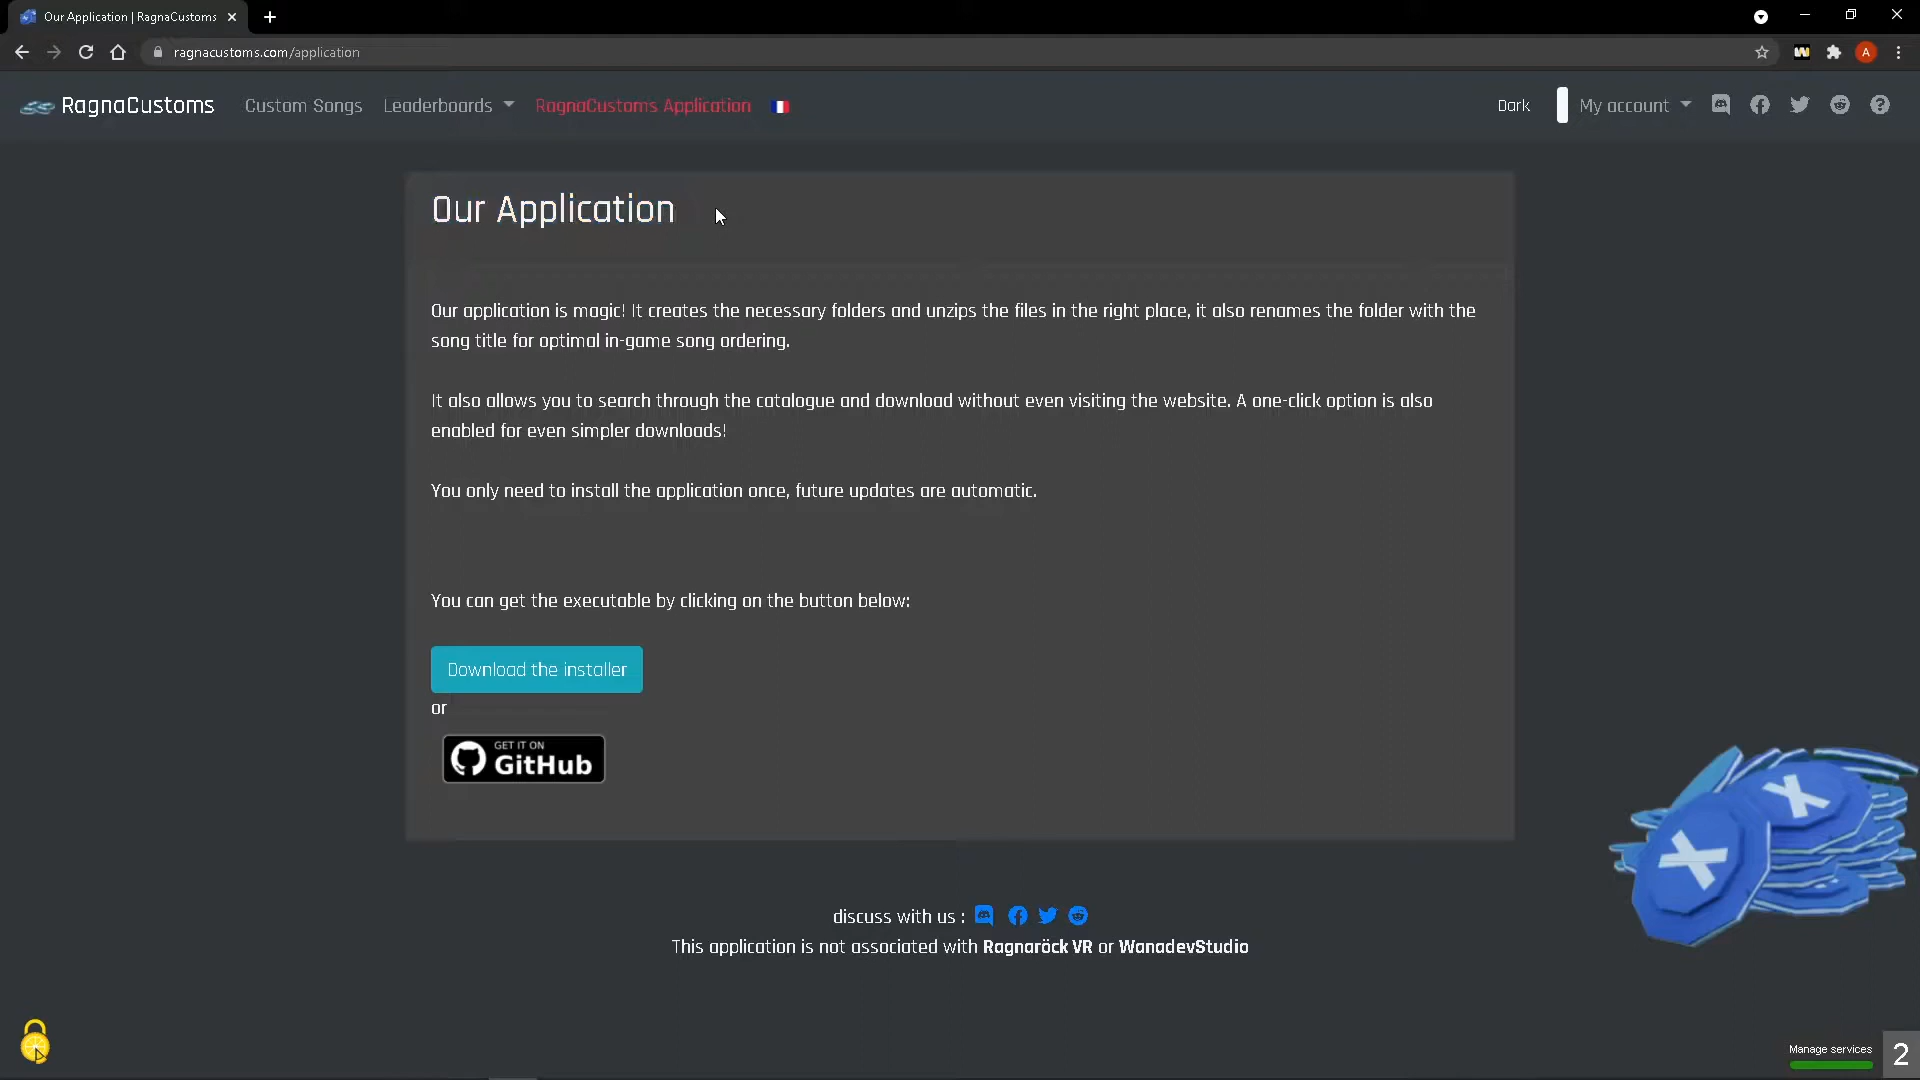 Our Application | RagnaCustoms
ragnacustoms.com/application
A
RagnaCustoms
Custom Songs
Leaderboards
RagnaCustoms Application
Dark
My account
Our Application
Our application is magic! It creates the necessary folders and unzips the files in the right place, it also renames the folder with the
song title for optimal in-game song ordering.
It also allows you to search through the catalogue and download without even visiting the website. A one-click option is also
enabled for even simpler downloads!
You only need to install the application once, future updates are automatic.
You can get the executable by clicking on the button below:
Download the installer
or
GET IT ON
GitHub
discuss with us :
This application is not associated with Ragnaröck VR or WanadevStudio
Manage services
2